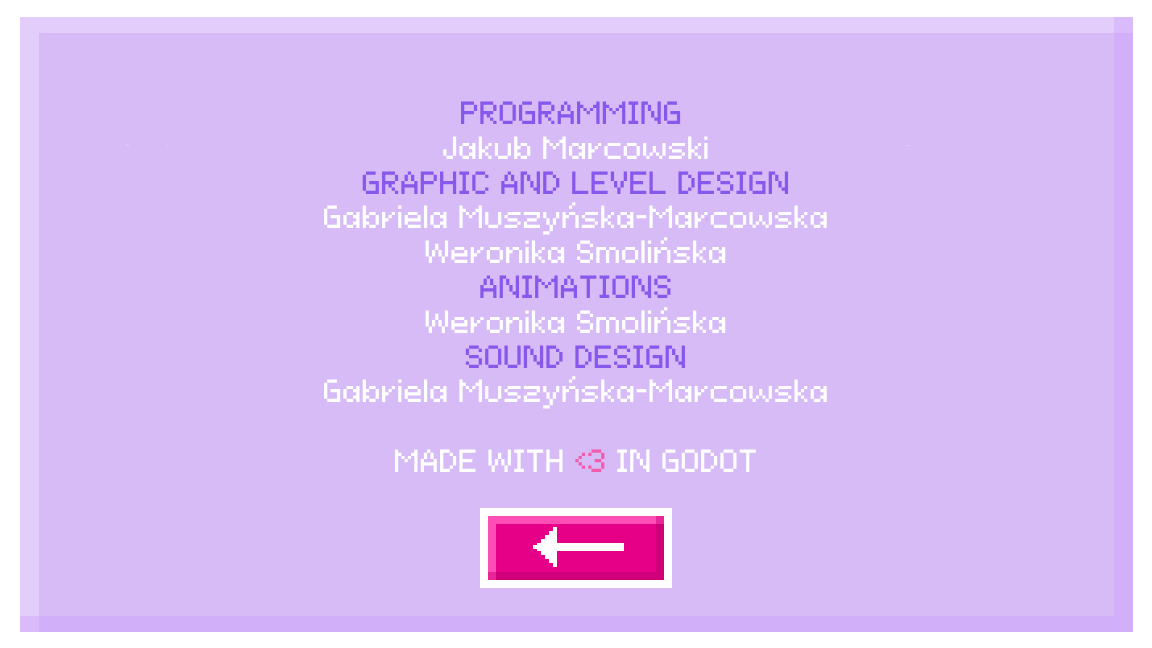 PROGRAMMING
Jakub Marcowski
GRAPHIC AND LEVEL DESIGN
Gabriela Muszyńska-Marcowska
Weronika Smolińska
ANIMATIONS
Weronika Smolińska
SOUND DESIGN
Gabriela Muszyńska-Marcowska
MADE WITH <3 IN GODOT